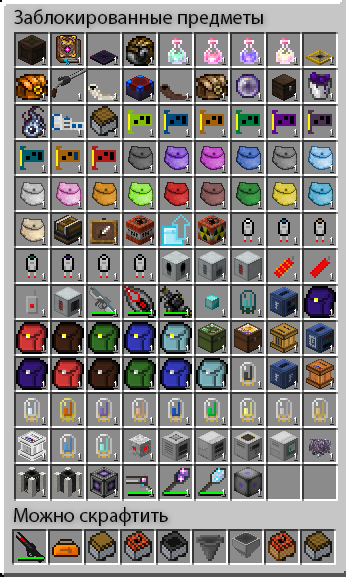 Заблокированные предметы
Можно скрафтить